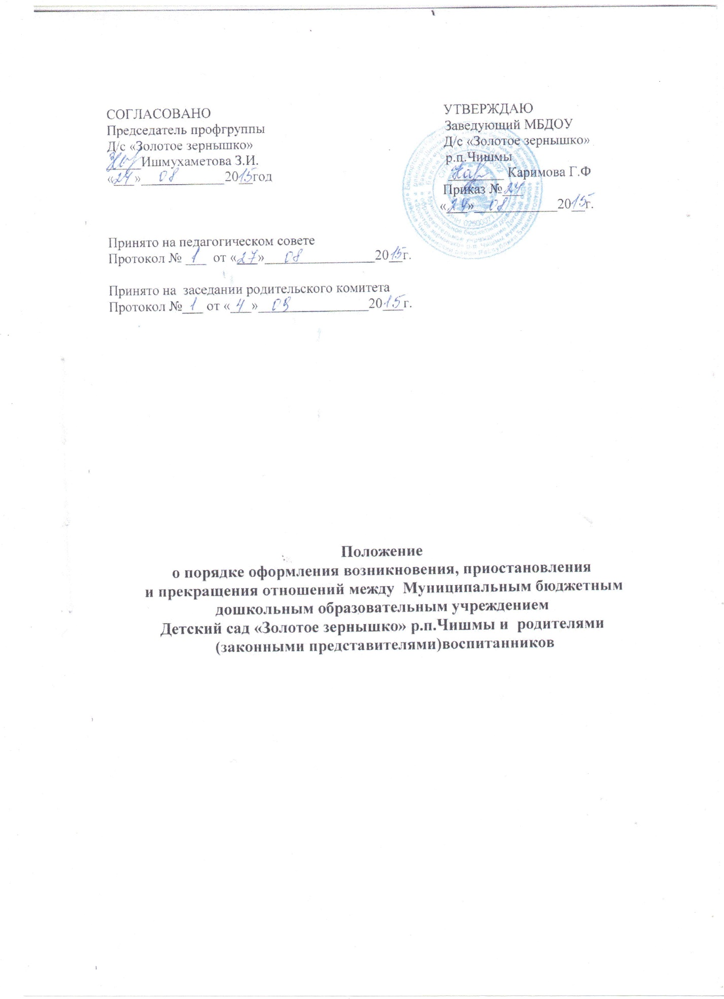 СОГЛАСОВАНО
Председатель профгруппы
Д/с «Золотое зернышко»
Ишмухаметова З.И.
«24» 08 2015год
УТВЕРЖДАЮ
Заведующий МБДОУ
Д/с «Золотое зернышко»
р.п.Чишмы
Каримова Г.Ф
Приказ № 24
«24» 08 2015г.
Принято на педагогическом совете
Протокол № 1 от «27» 08 2015г.
Принято на заседании родительского комитета
Протокол № 1 от «4» 09 2015г.
Положение
о порядке оформления возникновения, приостановления
и прекращения отношений между Муниципальным бюджетным
дошкольным образовательным учреждением
Детский сад «Золотое зернышко» р.п.Чишмы и родителями
(законными представителями)воспитанников